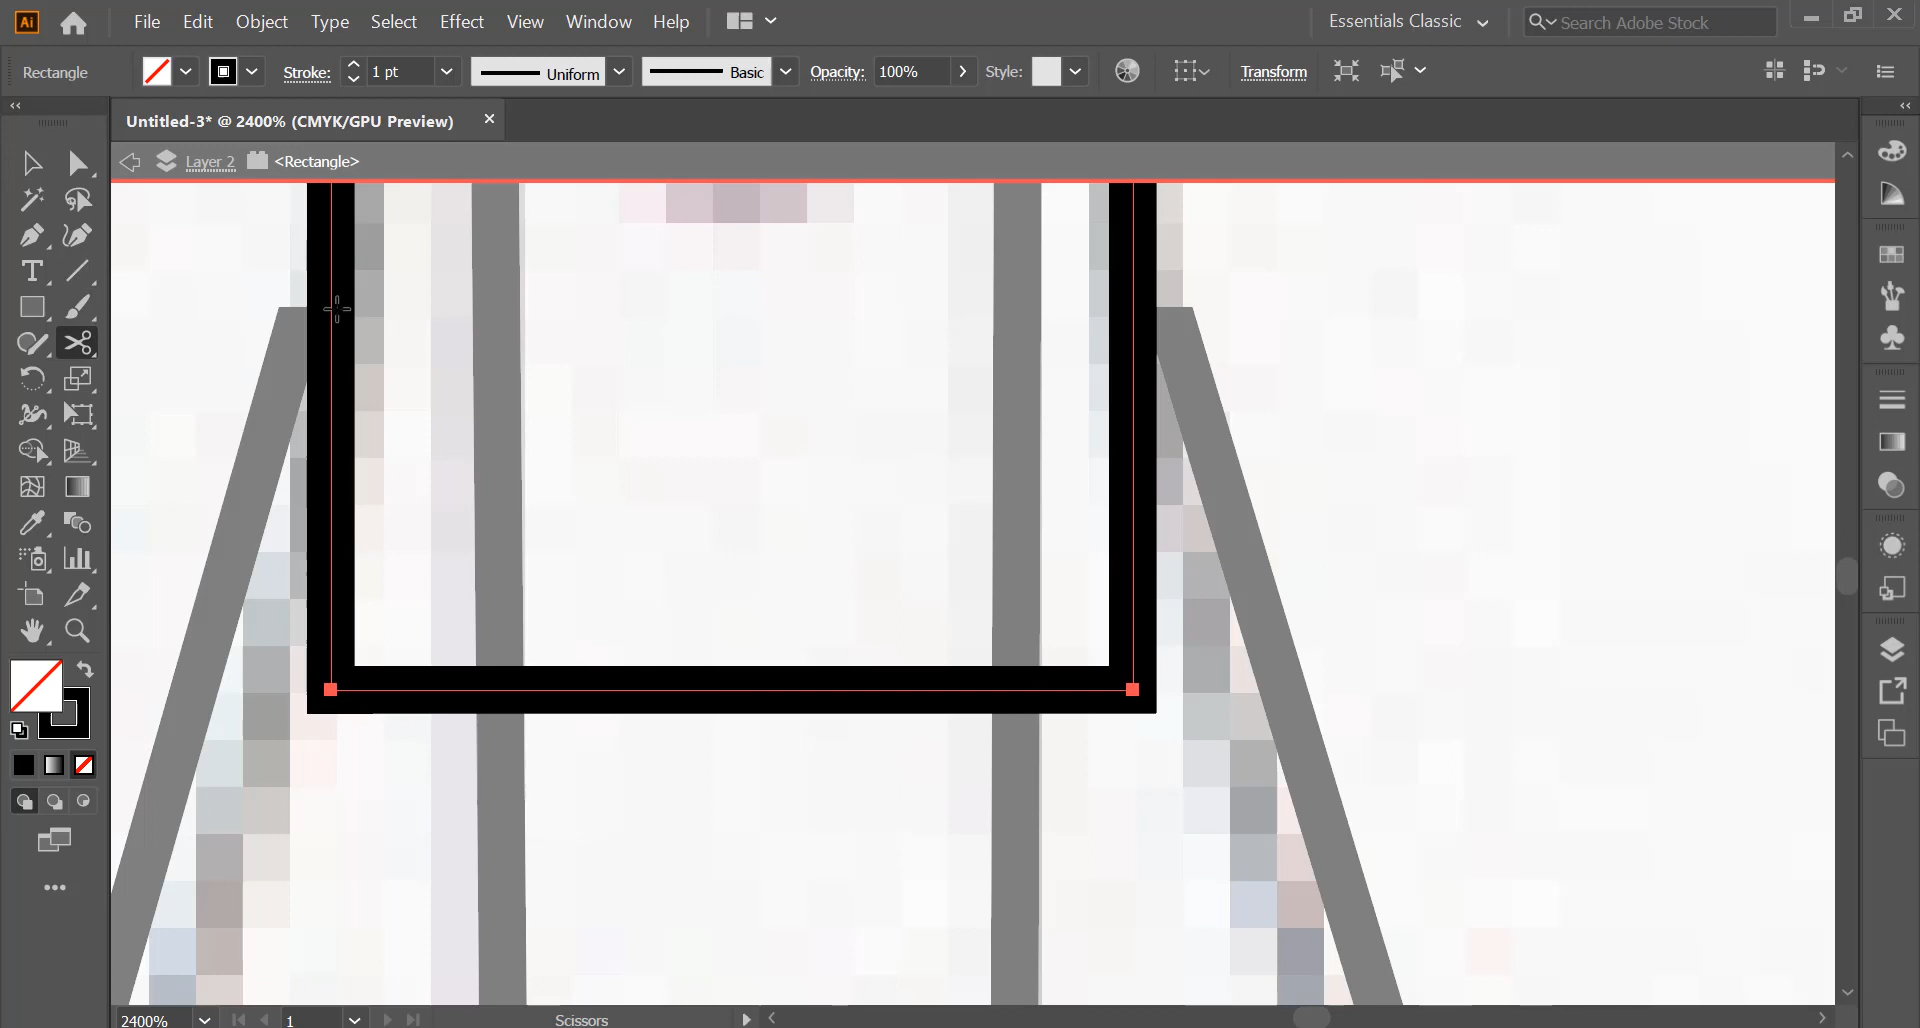 Ai File Edit Object Type Select Effect View Window Help Essentials Classic Search Adobe Stock
Rectangle Stroke: 1 pt Uniform Basic Opacity: 100% Style: Transform
Untitled-3* @ 2400% (CMYK/GPU Preview)
Layer 2 <Rectangle>
2400% 1 Scissors